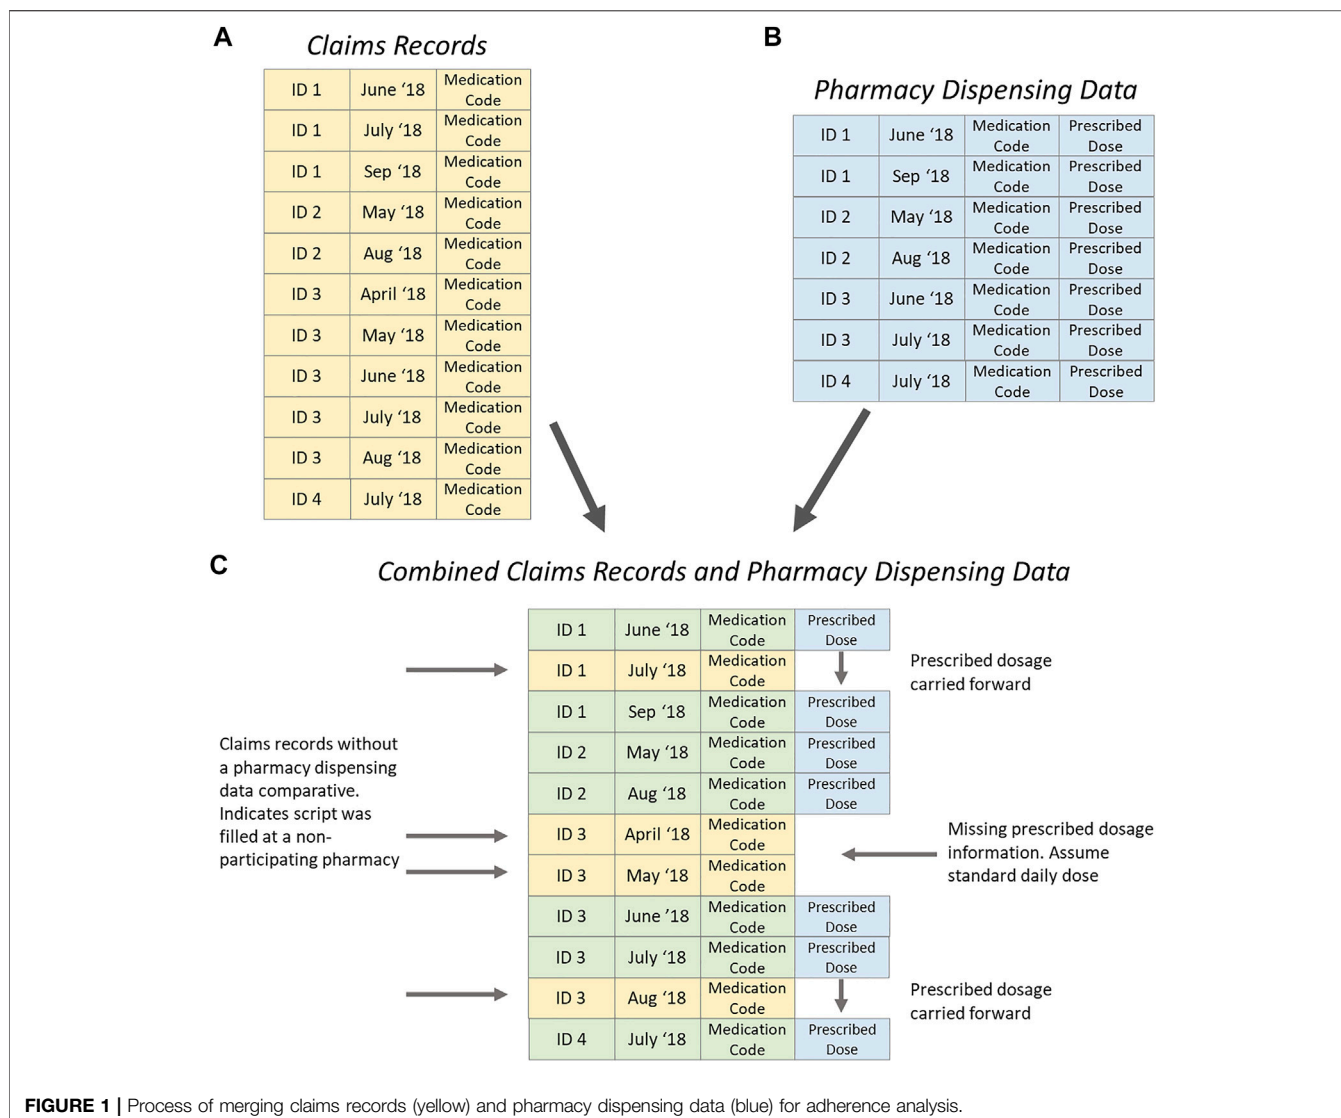 A
Claims Records
ID 1 June ‘18 Medication Code
ID 1 July ‘18 Medication Code
ID 1 Sep ‘18 Medication Code
ID 2 May ‘18 Medication Code
ID 2 Aug ‘18 Medication Code
ID 3 April ‘18 Medication Code
ID 3 May ‘18 Medication Code
ID 3 June ‘18 Medication Code
ID 3 July ‘18 Medication Code
ID 3 Aug ‘18 Medication Code
ID 4 July ‘18 Medication Code
B
Pharmacy Dispensing Data
ID 1 June ‘18 Medication Code Prescribed Dose
ID 1 Sep ‘18 Medication Code Prescribed Dose
ID 2 May ‘18 Medication Code Prescribed Dose
ID 2 Aug ‘18 Medication Code Prescribed Dose
ID 3 June ‘18 Medication Code Prescribed Dose
ID 3 July ‘18 Medication Code Prescribed Dose
ID 4 July ‘18 Medication Code Prescribed Dose
C
Combined Claims Records and Pharmacy Dispensing Data
ID 1 June ‘18 Medication Code Prescribed Dose
ID 1 July ‘18 Medication Code
ID 1 Sep ‘18 Medication Code Prescribed Dose
ID 2 May ‘18 Medication Code Prescribed Dose
ID 2 Aug ‘18 Medication Code Prescribed Dose
ID 3 April ‘18 Medication Code
ID 3 May ‘18 Medication Code
ID 3 June ’18 Medication Code Prescribed Dose
ID 3 July ‘18 Medication Code Prescribed Dose
ID 3 Aug ‘18 Medication Code
ID 4 July ‘18 Medication Code Prescribed Dose
Claims records without
a pharmacy dispensing
data comparative.
Indicates script was
filled at a non-
participating pharmacy
Prescribed dosage
carried forward
Missing prescribed dosage
information. Assume
standard daily dose
Prescribed dosage
carried forward
FIGURE 1 | Process of merging claims records (yellow) and pharmacy dispensing data (blue) for adherence analysis.